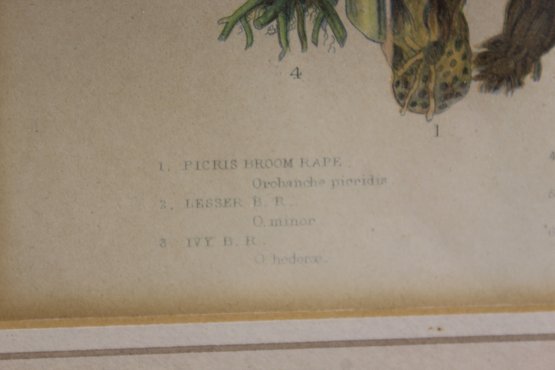 4
1
1. PICRIS BROOM RAPE.
Orobanche picridis.
2. LESSER B. R.
O. minor
3 IVY B. R.
O. hederæ.